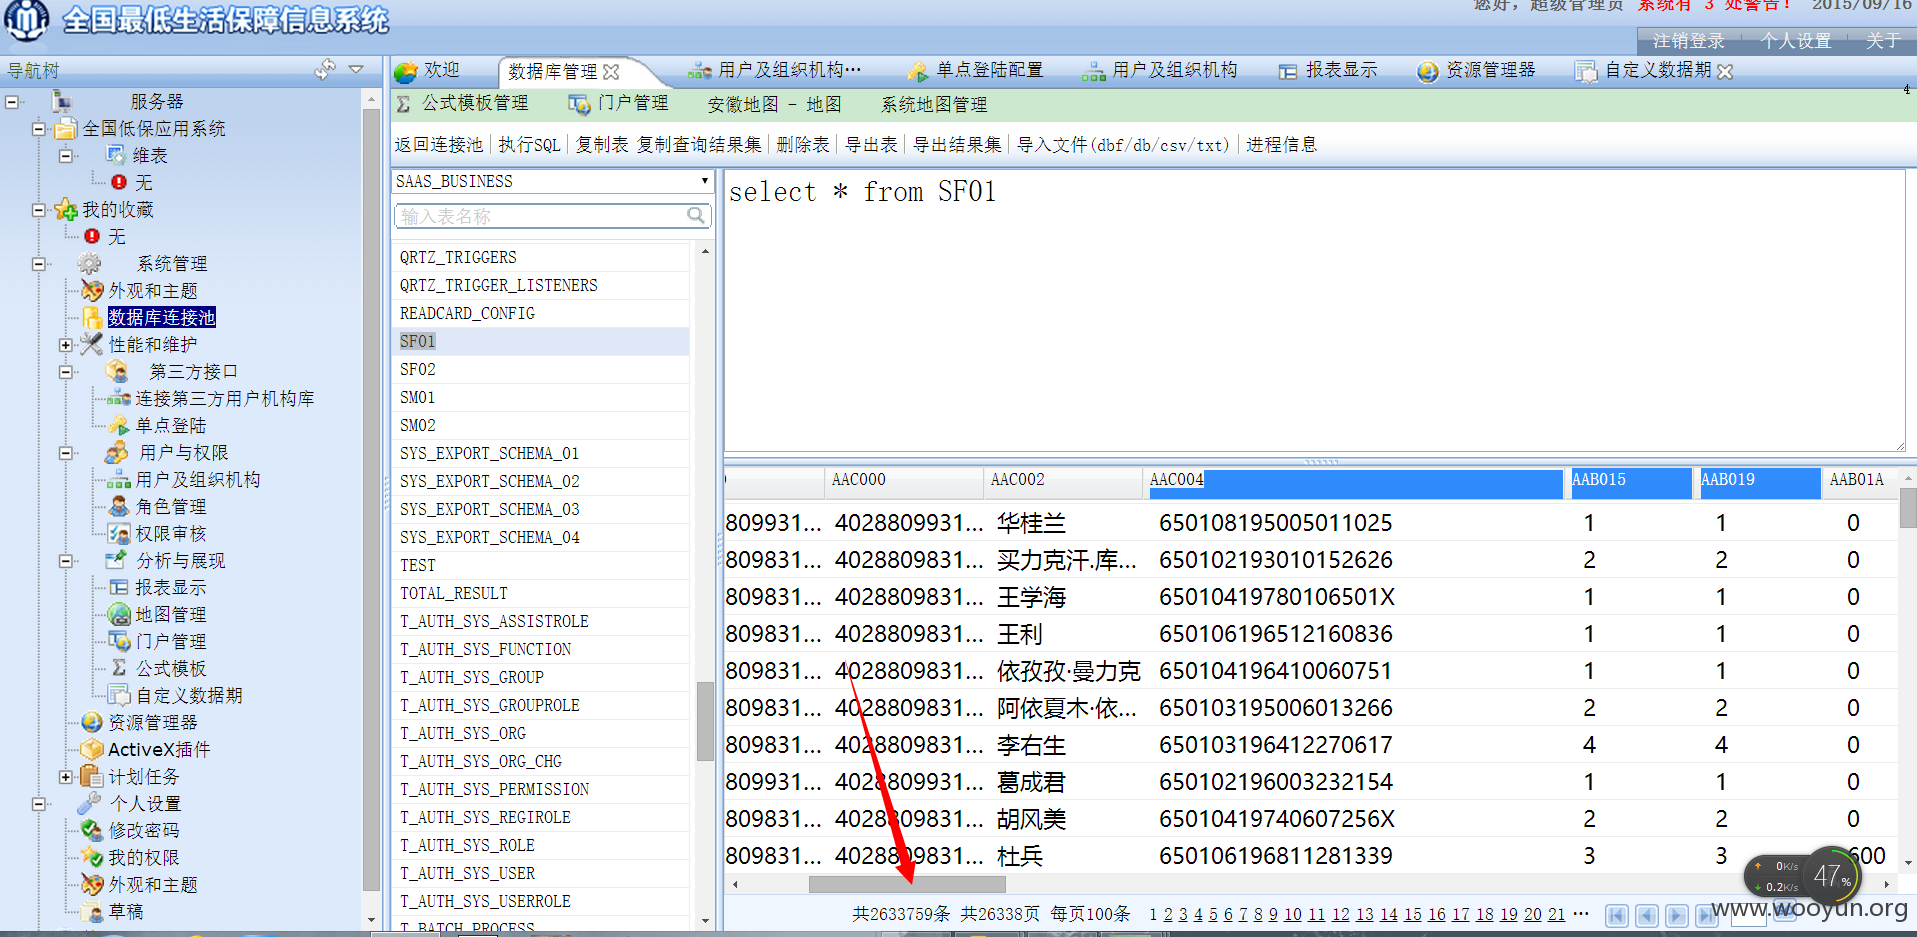 全国最低生活保障信息系统
您好，超级管理员 系统有 3 处警告! 2015/09/16
注销登录 个人设置 关于
导航树
欢迎 数据库管理 用户及组织机构… 单点登陆配置 用户及组织机构 报表显示 资源管理器 自定义数据期
公式模板管理 门户管理 安徽地图 - 地图 系统地图管理
4
返回连接池 执行SQL 复制表 复制查询结果集 删除表 导出表 导出结果集 导入文件(dbf/db/csv/txt) 进程信息
服务器
全国低保应用系统
维表
无
我的收藏
无
系统管理
外观和主题
数据库连接池
性能和维护
第三方接口
连接第三方用户机构库
单点登陆
用户与权限
用户及组织机构
角色管理
权限审核
分析与展现
报表显示
地图管理
门户管理
公式模板
自定义数据期
资源管理器
ActiveX插件
计划任务
个人设置
修改密码
我的权限
外观和主题
草稿
SAAS_BUSINESS
输入表名称
QRTZ_TRIGGERS
QRTZ_TRIGGER_LISTENERS
READCARD_CONFIG
SF01
SF02
SM01
SM02
SYS_EXPORT_SCHEMA_01
SYS_EXPORT_SCHEMA_02
SYS_EXPORT_SCHEMA_03
SYS_EXPORT_SCHEMA_04
TEST
TOTAL_RESULT
T_AUTH_SYS_ASSISTROLE
T_AUTH_SYS_FUNCTION
T_AUTH_SYS_GROUP
T_AUTH_SYS_GROUPROLE
T_AUTH_SYS_ORG
T_AUTH_SYS_ORG_CHG
T_AUTH_SYS_PERMISSION
T_AUTH_SYS_REGIROLE
T_AUTH_SYS_ROLE
T_AUTH_SYS_USER
T_AUTH_SYS_USERROLE
T_BATCH_PROCESS
select * from SF01
AAC000 AAC002 AAC004 AAB015 AAB019 AAB01A
809931... 4028809931... 华桂兰 650108195005011025 1 1 0
809831... 4028809831... 买力克汗.库... 650102193010152626 2 2 0
809831... 4028809831... 王学海 65010419780106501X 1 1 0
809831... 4028809831... 王利 650106196512160836 1 1 0
809831... 4028809831... 依孜孜·曼力克 650104196410060751 1 1 0
809831... 4028809831... 阿依夏木·依... 650103195006013266 2 2 0
809831... 4028809831... 李右生 650103196412270617 4 4 0
809931... 4028809931... 葛成君 650102196003232154 1 1 0
809831... 4028809831... 胡风美 65010419740607256X 2 2 0
809831... 4028809831... 杜兵 650106196811281339 3 3 600
0K/s
0.2K/s
47%
共2633759条 共26338页 每页100条 1 2 3 4 5 6 7 8 9 10 11 12 13 14 15 16 17 18 19 20 21 ...
www.wooyun.org